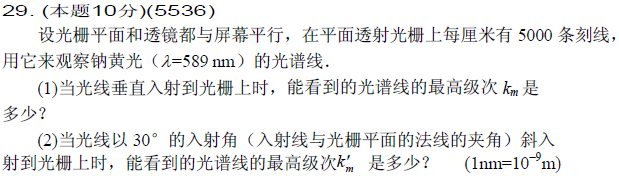 29. (本题10分)(5536)
设光栅平面和透镜都与屏幕平行，在平面透射光栅上每厘米有 5000 条刻线，
用它来观察钠黄光（λ=589 nm）的光谱线．
(1)当光线垂直入射到光栅上时，能看到的光谱线的最高级次 kₘ 是
多少？
(2)当光线以 30°的入射角（入射线与光栅平面的法线的夹角）斜入
射到光栅上时，能看到的光谱线的最高级次k′ₘ 是多少？ (1nm=10⁻⁹m)